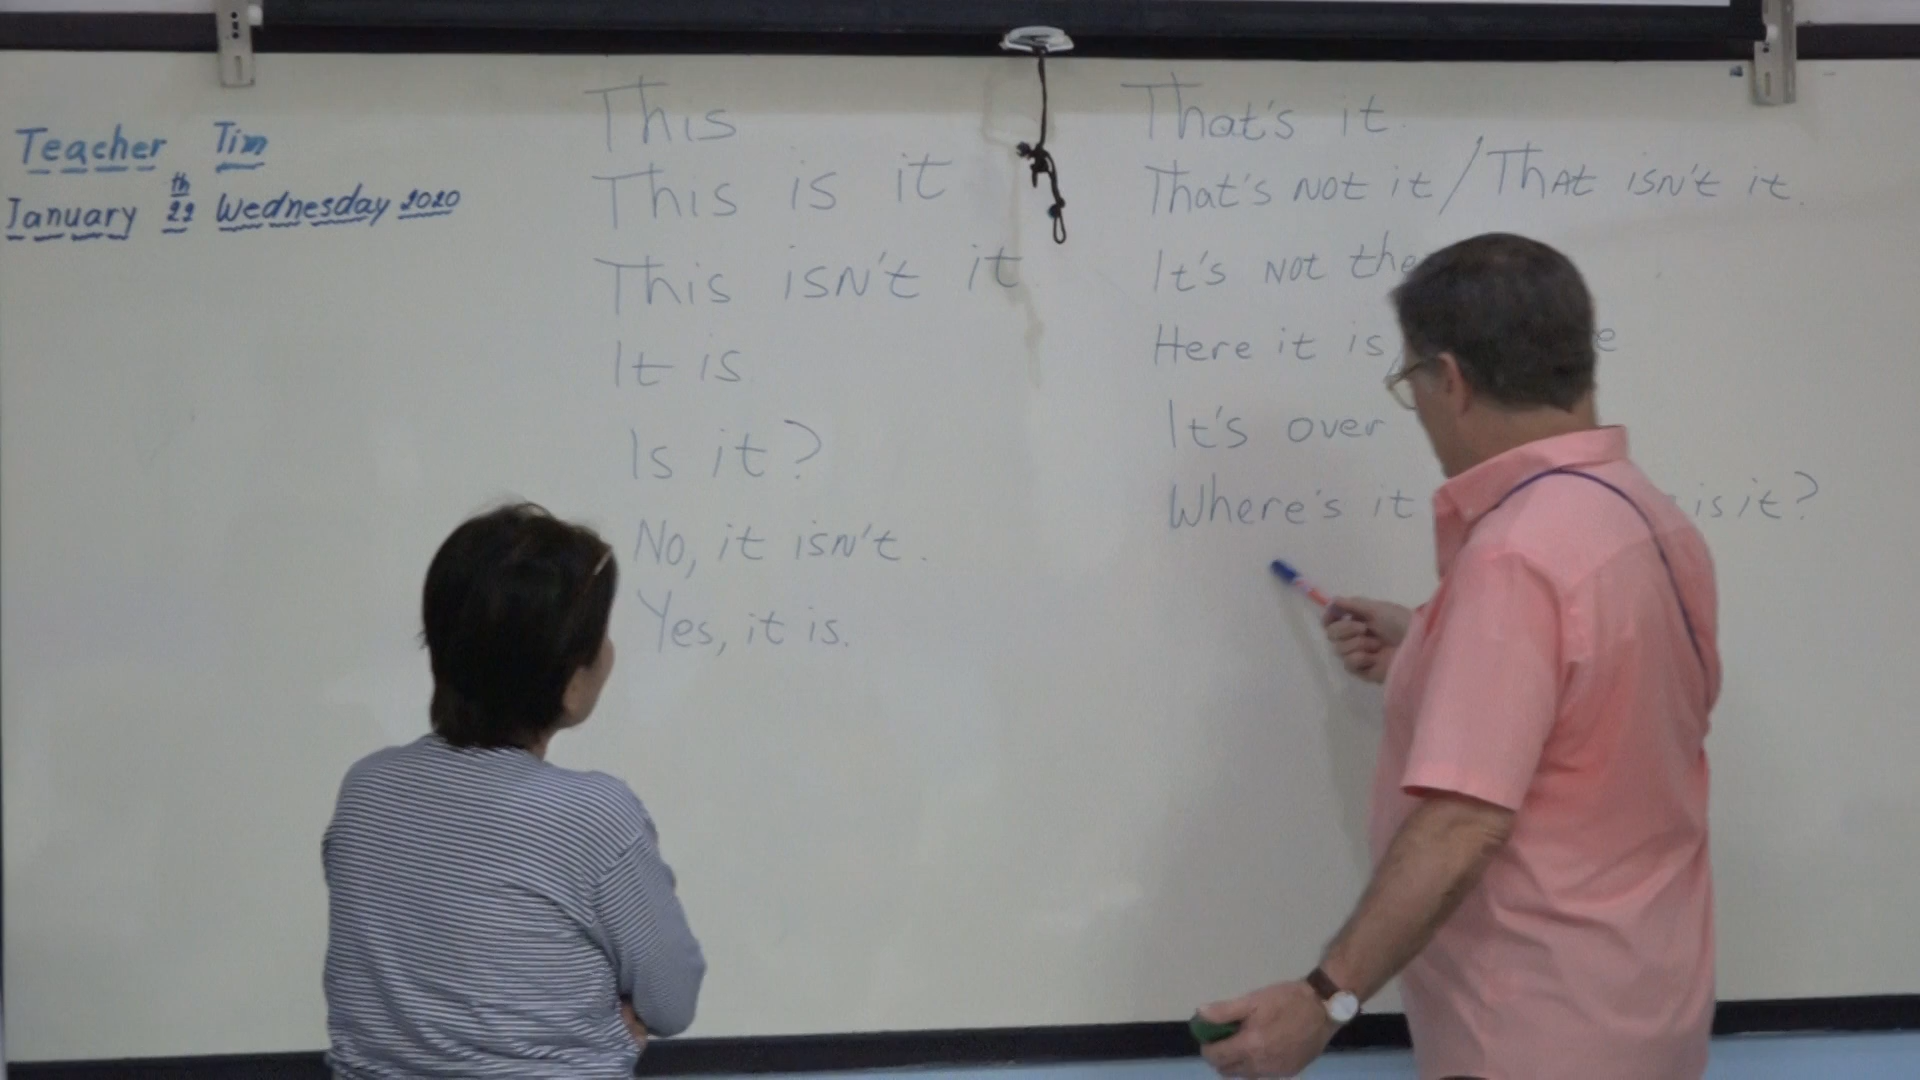 Teacher Tim
January 22th Wednesday 2020
This
This is it
This isn't it
It is
Is it?
No, it isn't.
Yes, it is.
That's it.
That's not it / That isn't it.
It's not
Here it is
It's over
Where's it is it?